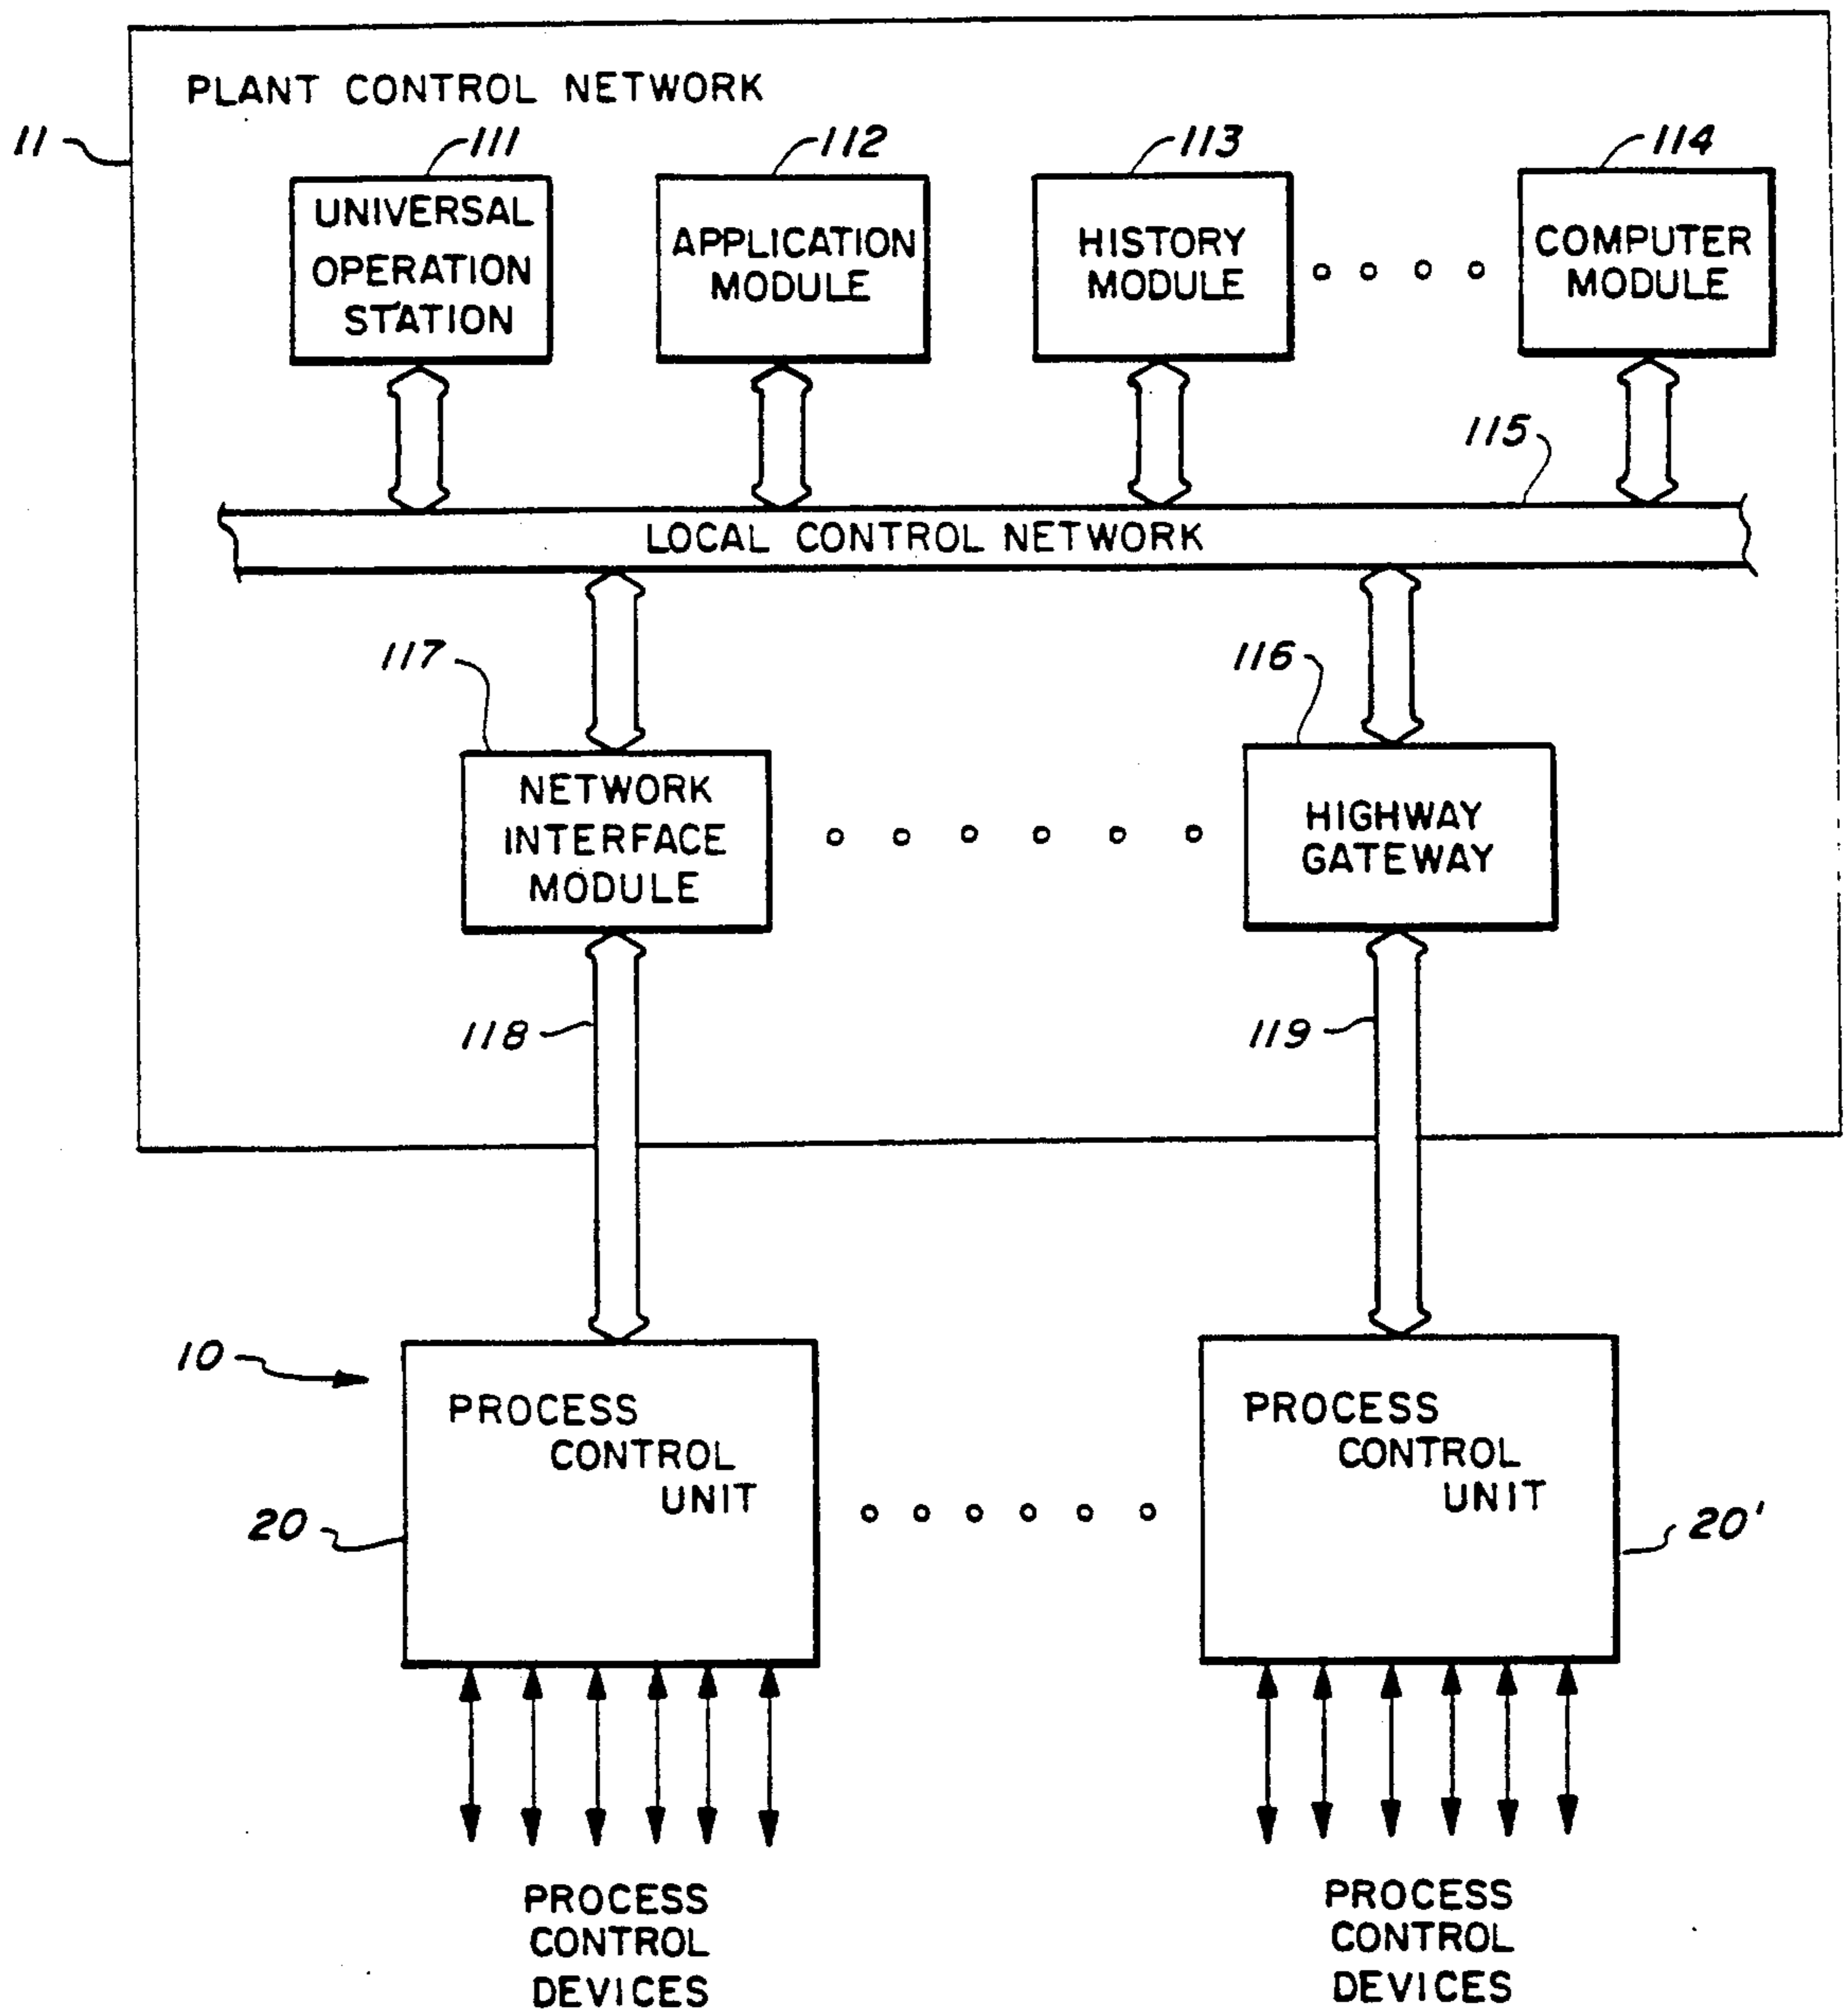 PLANT CONTROL NETWORK
11
111
112
113
114
UNIVERSAL
OPERATION
STATION
APPLICATION
MODULE
HISTORY
MODULE
COMPUTER
MODULE
115
LOCAL CONTROL NETWORK
117
116
NETWORK
INTERFACE
MODULE
HIGHWAY
GATEWAY
118
119
10
PROCESS
CONTROL
UNIT
20
PROCESS
CONTROL
UNIT
20'
PROCESS
CONTROL
DEVICES
PROCESS
CONTROL
DEVICES